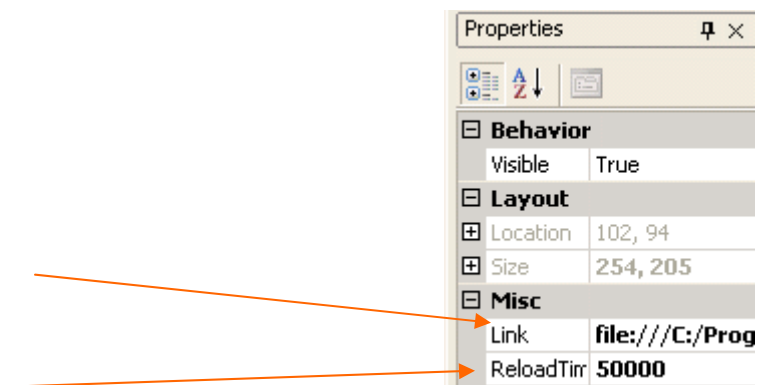 Properties
Behavior
Visible True
Layout
Location 102, 94
Size 254, 205
Misc
Link file:///C:/Prog
ReloadTim 50000